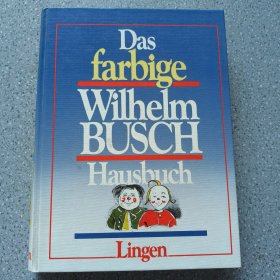 Das
farbige
Wilhelm
BUSCH
Hausbuch
Lingen